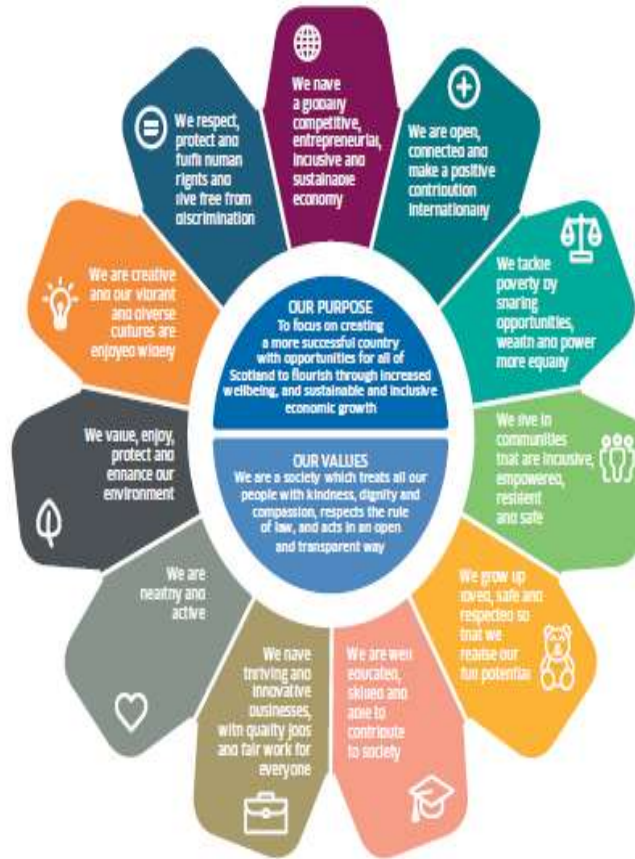 We have
a globally
competitive,
entrepreneurial,
inclusive and
sustainable
economy
We are open,
connected and
make a positive
contribution
internationally
We tackle
poverty by
sharing
opportunities,
wealth and power
more equally
We live in
communities
that are inclusive,
empowered,
resilient
and safe
We grow up
loved, safe and
respected so
that we
realise our
full potential
We are well
educated,
skilled and
able to
contribute
to society
We have
thriving and
innovative
businesses,
with quality jobs
and fair work for
everyone
We are
healthy and
active
We value, enjoy,
protect and
enhance our
environment
We are creative
and our vibrant
and diverse
cultures are
enjoyed widely
We respect,
protect and
fulfil human
rights and
live free from
discrimination
OUR PURPOSE
To focus on creating
a more successful country
with opportunities for all of
Scotland to flourish through increased
wellbeing, and sustainable and inclusive
economic growth
OUR VALUES
We are a society which treats all our
people with kindness, dignity and
compassion, respects the rule
of law, and acts in an open
and transparent way